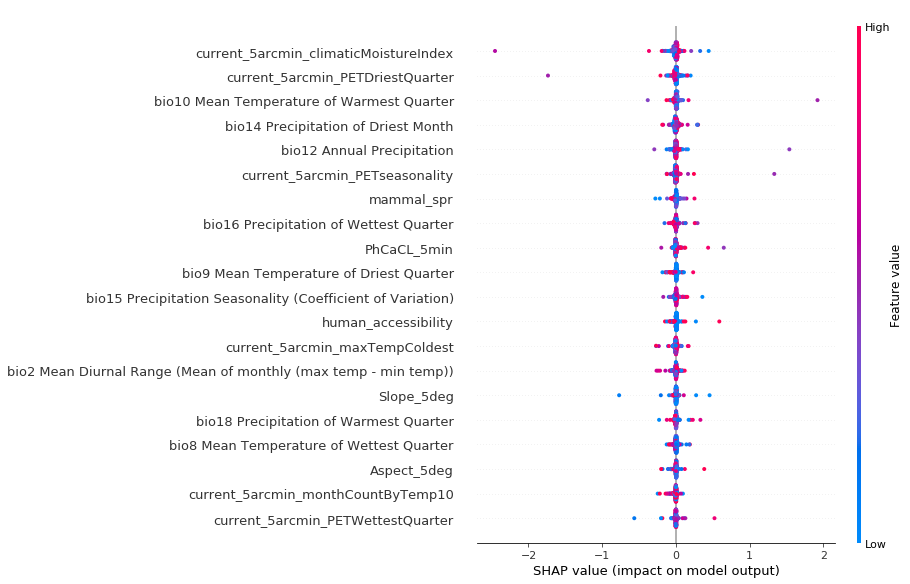 High
current_5arcmin_climaticMoistureIndex
current_5arcmin_PETDriestQuarter
bio10 Mean Temperature of Warmest Quarter
bio14 Precipitation of Driest Month
bio12 Annual Precipitation
current_5arcmin_PETseasonality
mammal_spr
bio16 Precipitation of Wettest Quarter
PhCaCL_5min
bio9 Mean Temperature of Driest Quarter
bio15 Precipitation Seasonality (Coefficient of Variation)
human_accessibility
current_5arcmin_maxTempColdest
bio2 Mean Diurnal Range (Mean of monthly (max temp - min temp))
Slope_5deg
bio18 Precipitation of Warmest Quarter
bio8 Mean Temperature of Wettest Quarter
Aspect_5deg
current_5arcmin_monthCountByTemp10
current_5arcmin_PETWettestQuarter
Feature value
Low
−2 −1 0 1 2
SHAP value (impact on model output)